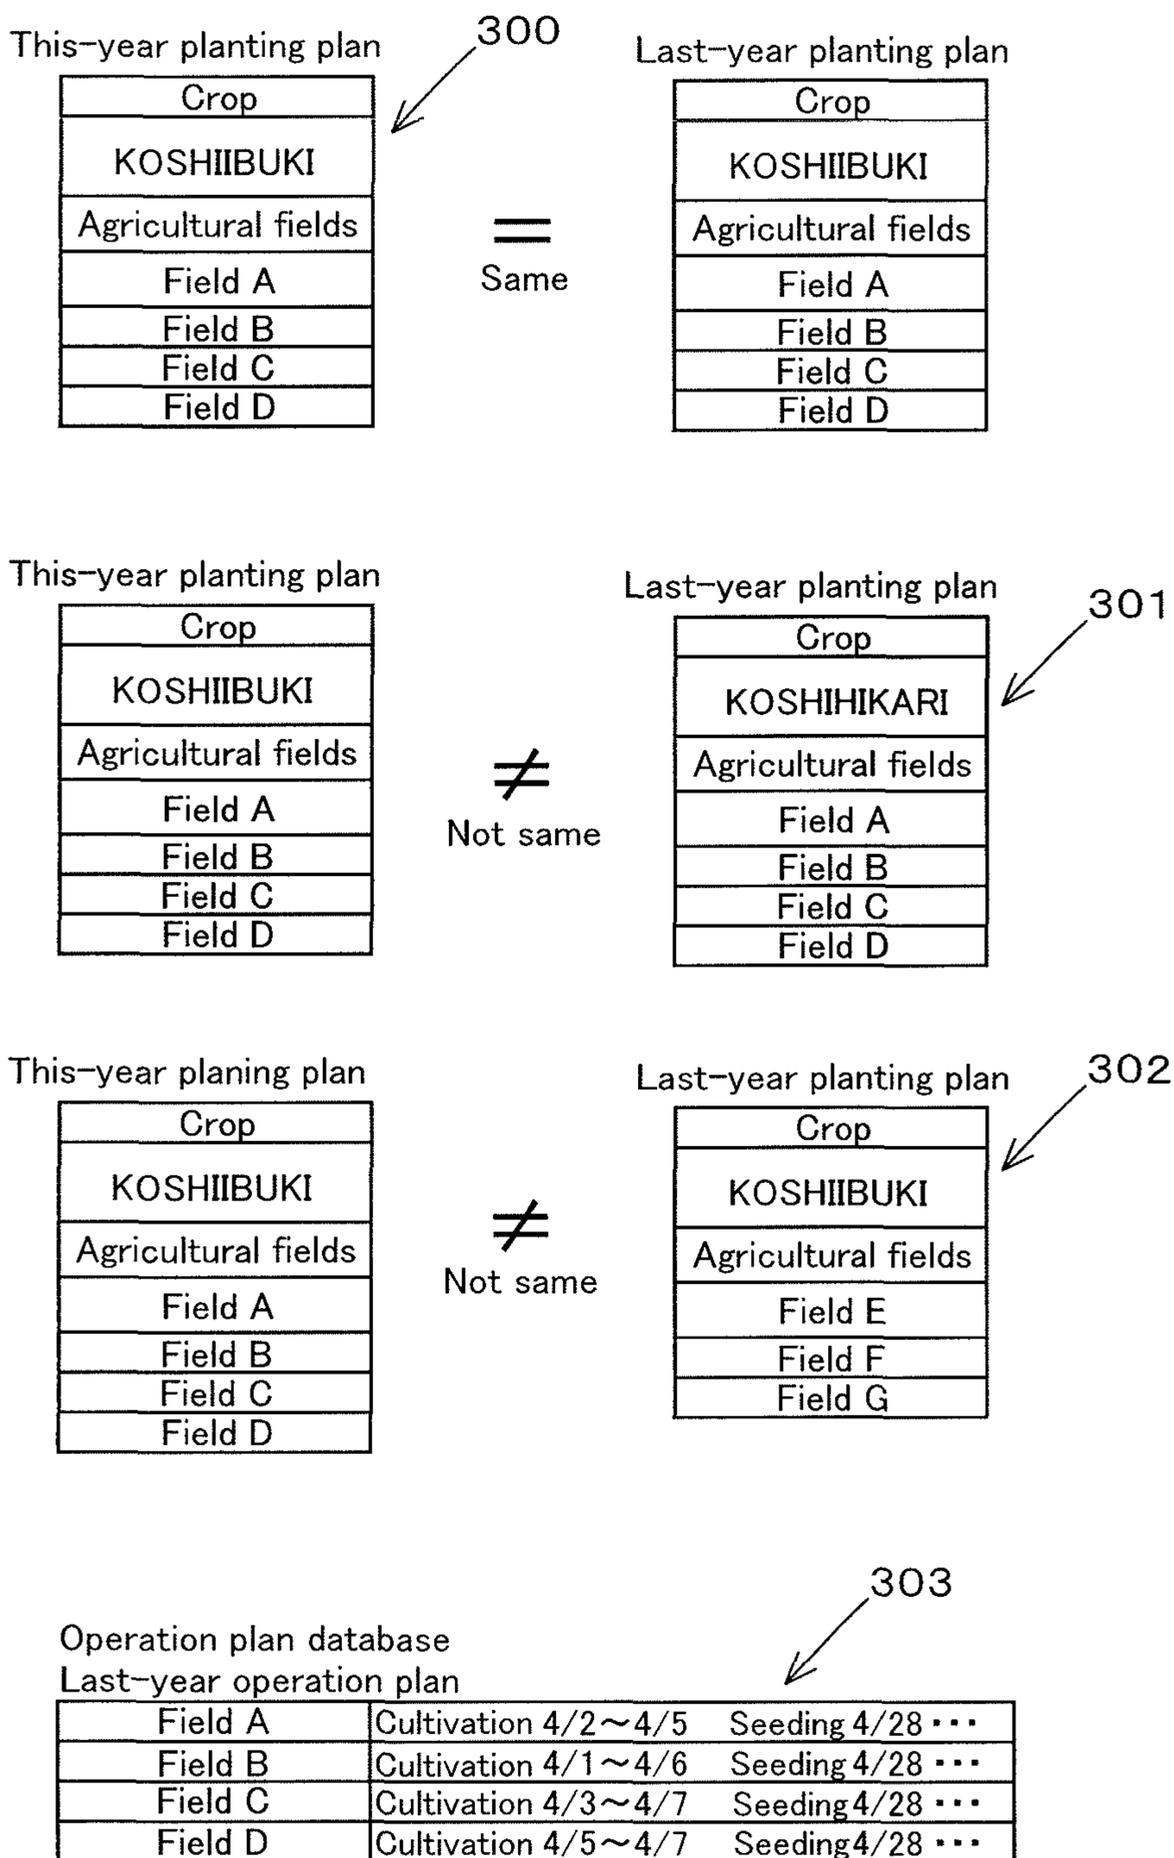 This-year planting plan
300
Last-year planting plan
Crop
KOSHIIBUKI
Agricultural fields
Field A
Field B
Field C
Field D
=
Same
Crop
KOSHIIBUKI
Agricultural fields
Field A
Field B
Field C
Field D
This-year planting plan
Last-year planting plan
301
Crop
KOSHIIBUKI
Agricultural fields
Field A
Field B
Field C
Field D
≠
Not same
Crop
KOSHIHIKARI
Agricultural fields
Field A
Field B
Field C
Field D
This-year planing plan
Last-year planting plan
302
Crop
KOSHIIBUKI
Agricultural fields
Field A
Field B
Field C
Field D
≠
Not same
Crop
KOSHIIBUKI
Agricultural fields
Field E
Field F
Field G
303
Operation plan database
Last-year operation plan
Field A Cultivation 4/2～4/5 Seeding 4/28 ･･･
Field B Cultivation 4/1～4/6 Seeding 4/28 ･･･
Field C Cultivation 4/3～4/7 Seeding 4/28 ･･･
Field D Cultivation 4/5～4/7 Seeding 4/28 ･･･